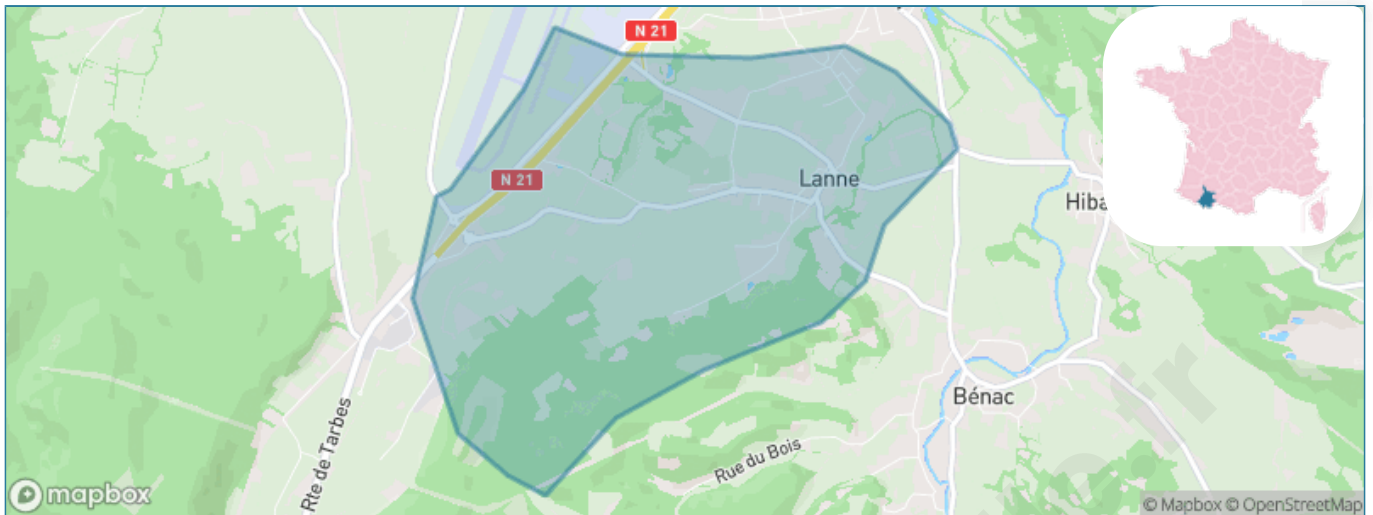 N 21
N 21
Lanne
Hiba
Bénac
Rte de Tarbes
Rue du Bois
mapbox
© Mapbox © OpenStreetMap